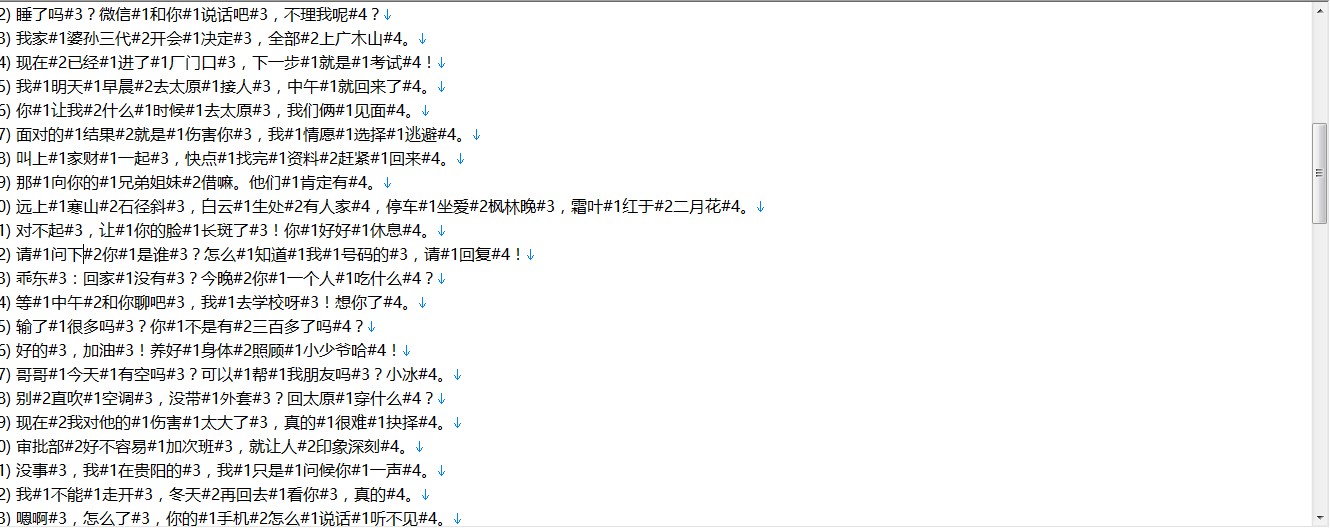 2) 睡了吗#3？微信#1和你#1说话吧#3，不理我呢#4？↓
3) 我家#1婆孙三代#2开会#1决定#3，全部#2上广木山#4。↓
4) 现在#2已经#1进了#1厂门口#3，下一步#1就是#1考试#4！↓
5) 我#1明天#1早晨#2去太原#1接人#3，中午#1就回来了#4。↓
6) 你#1让我#2什么#1时候#1去太原#3，我们俩#1见面#4。↓
7) 面对的#1结果#2就是#1伤害你#3，我#1情愿#1选择#1逃避#4。↓
8) 叫上#1家财#1一起#3，快点#1找完#1资料#2赶紧#1回来#4。↓
9) 那#1向你的#1兄弟姐妹#2借嘛。他们#1肯定有#4。↓
0) 远上#1寒山#2石径斜#3，白云#1生处#2有人家#4，停车#1坐爱#2枫林晚#3，霜叶#1红于#2二月花#4。↓
1) 对不起#3，让#1你的脸#1长斑了#3！你#1好好#1休息#4。↓
2) 请#1问下#2你#1是谁#3？怎么#1知道#1我#1号码的#3，请#1回复#4！↓
3) 乖东#3：回家#1没有#3？今晚#2你#1一个人#1吃什么#4？↓
4) 等#1中午#2和你聊吧#3，我#1去学校呀#3！想你了#4。↓
5) 输了#1很多吗#3？你#1不是有#2三百多了吗#4？↓
6) 好的#3，加油#3！养好#1身体#2照顾#1小少爷哈#4！↓
7) 哥哥#1今天#1有空吗#3？可以#1帮#1我朋友吗#3？小冰#4。↓
8) 别#2直吹#1空调#3，没带#1外套#3？回太原#1穿什么#4？↓
9) 现在#2我对他的#1伤害#1太大了#3，真的#1很难#1抉择#4。↓
0) 审批部#2好不容易#1加次班#3，就让人#2印象深刻#4。↓
1) 没事#3，我#1在贵阳的#3，我#1只是#1问候你#1一声#4。↓
2) 我#1不能#1走开#3，冬天#2再回去#1看你#3，真的#4。↓
3) 嗯啊#3，怎么了#3，你的#1手机#2怎么#1说话#1听不见#4。↓